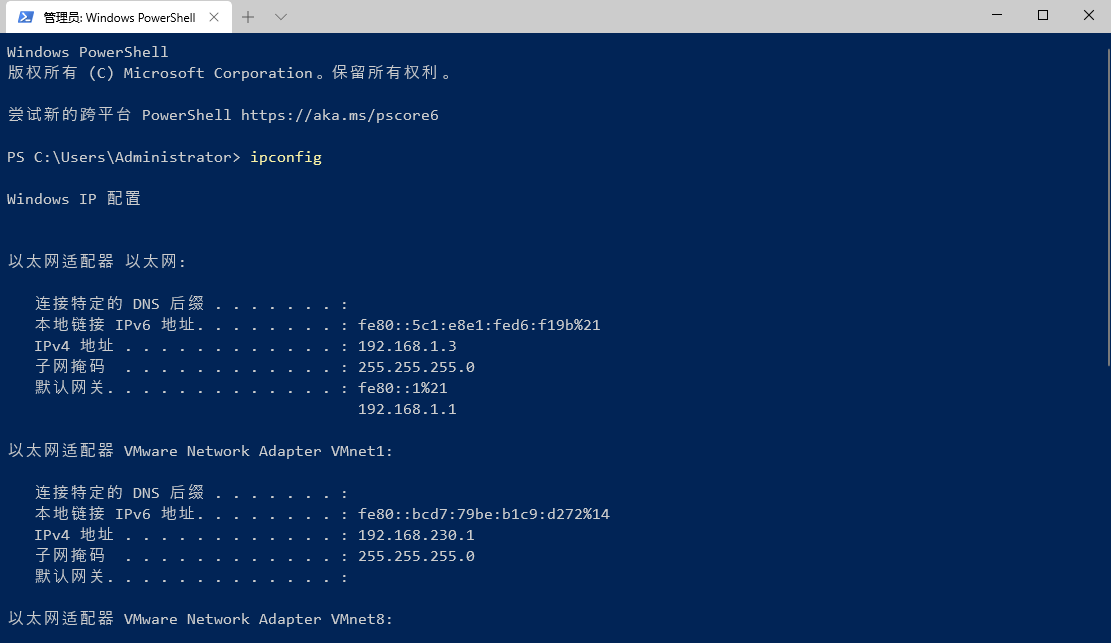 管理员: Windows PowerShell
Windows PowerShell
版权所有 (C) Microsoft Corporation。保留所有权利。
尝试新的跨平台 PowerShell https://aka.ms/pscore6
PS C:\Users\Administrator> ipconfig
Windows IP 配置
以太网适配器 以太网:
连接特定的 DNS 后缀 . . . . . . . :
本地链接 IPv6 地址. . . . . . . . : fe80::5c1:e8e1:fed6:f19b%21
IPv4 地址 . . . . . . . . . . . . : 192.168.1.3
子网掩码  . . . . . . . . . . . . : 255.255.255.0
默认网关. . . . . . . . . . . . . : fe80::1%21
192.168.1.1
以太网适配器 VMware Network Adapter VMnet1:
连接特定的 DNS 后缀 . . . . . . . :
本地链接 IPv6 地址. . . . . . . . : fe80::bcd7:79be:b1c9:d272%14
IPv4 地址 . . . . . . . . . . . . : 192.168.230.1
子网掩码  . . . . . . . . . . . . : 255.255.255.0
默认网关. . . . . . . . . . . . . :
以太网适配器 VMware Network Adapter VMnet8: